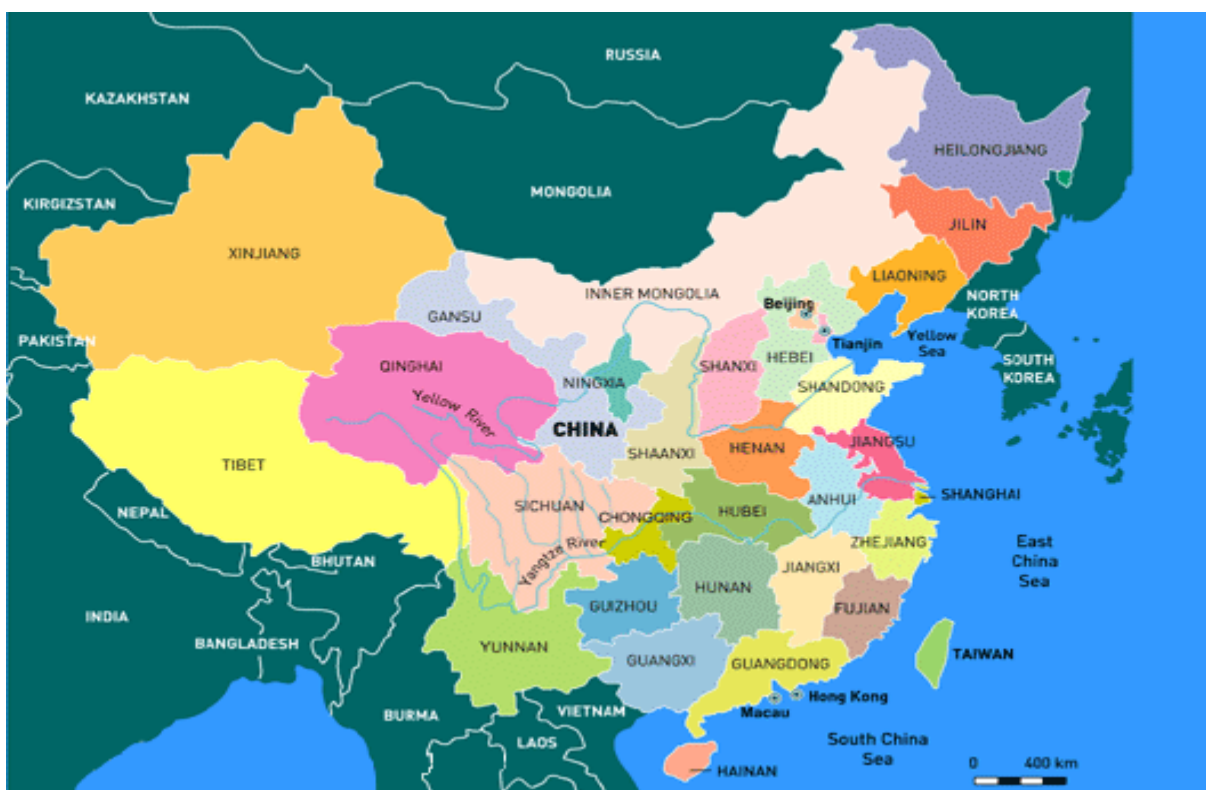 RUSSIA
KAZAKHSTAN
HEILONGJIANG
MONGOLIA
KIRGIZSTAN
JILIN
XINJIANG
LIAONING
INNER MONGOLIA
NORTH
KOREA
Beijing
GANSU
Yellow
Sea
PAKISTAN
Tianjin
SOUTH
KOREA
QINGHAI
SHANXI
HEBEI
NINGXIA
SHANDONG
Yellow River
CHINA
JIANGSU
HENAN
SHAANXI
TIBET
SHANGHAI
ANHUI
SICHUAN
CHONGQING
HUBEI
NEPAL
ZHEJIANG
East
China
Sea
Yangtze River
BHUTAN
JIANGXI
HUNAN
GUIZHOU
FUJIAN
INDIA
BANGLADESH
YUNNAN
TAIWAN
GUANGXI
GUANGDONG
Hong Kong
Macau
VIETNAM
BURMA
LAOS
South China
Sea
0 400 km
HAINAN